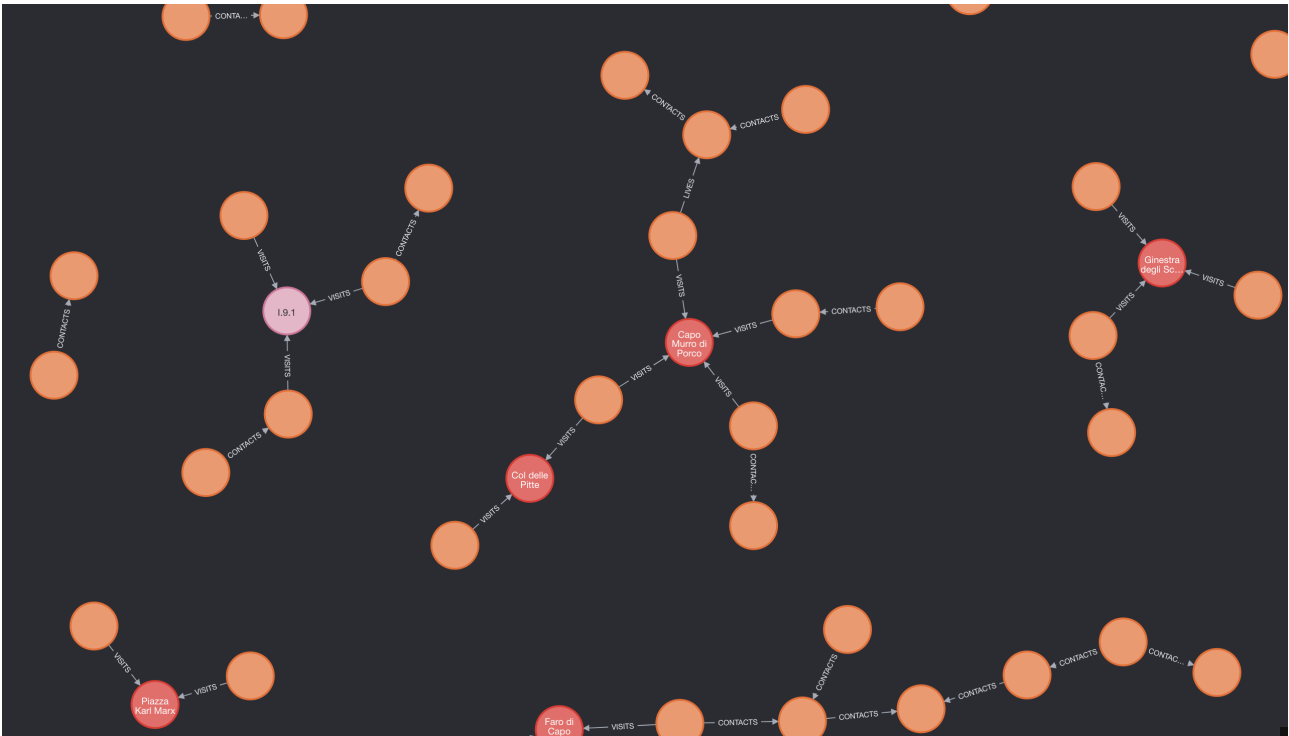 CONTA...
CONTACTS
CONTACTS
LIVES
CONTACTS
VISITS
VISITS
Ginestra
degli Sc...
VISITS
VISITS
VISITS
I.9.1
VISITS
CONTACTS
VISITS
VISITS
CONTACTS
VISITS
Capo
Murro di
Porco
VISITS
VISITS
CONTACTS
CONTAC...
VISITS
CONTACTS
Col delle
Pitte
CONTAC...
VISITS
VISITS
VISITS
Piazza
Karl Marx
CONTACTS
CONTACTS
CONTAC...
CONTACTS
Faro di
Capo
VISITS
CONTACTS
CONTACTS